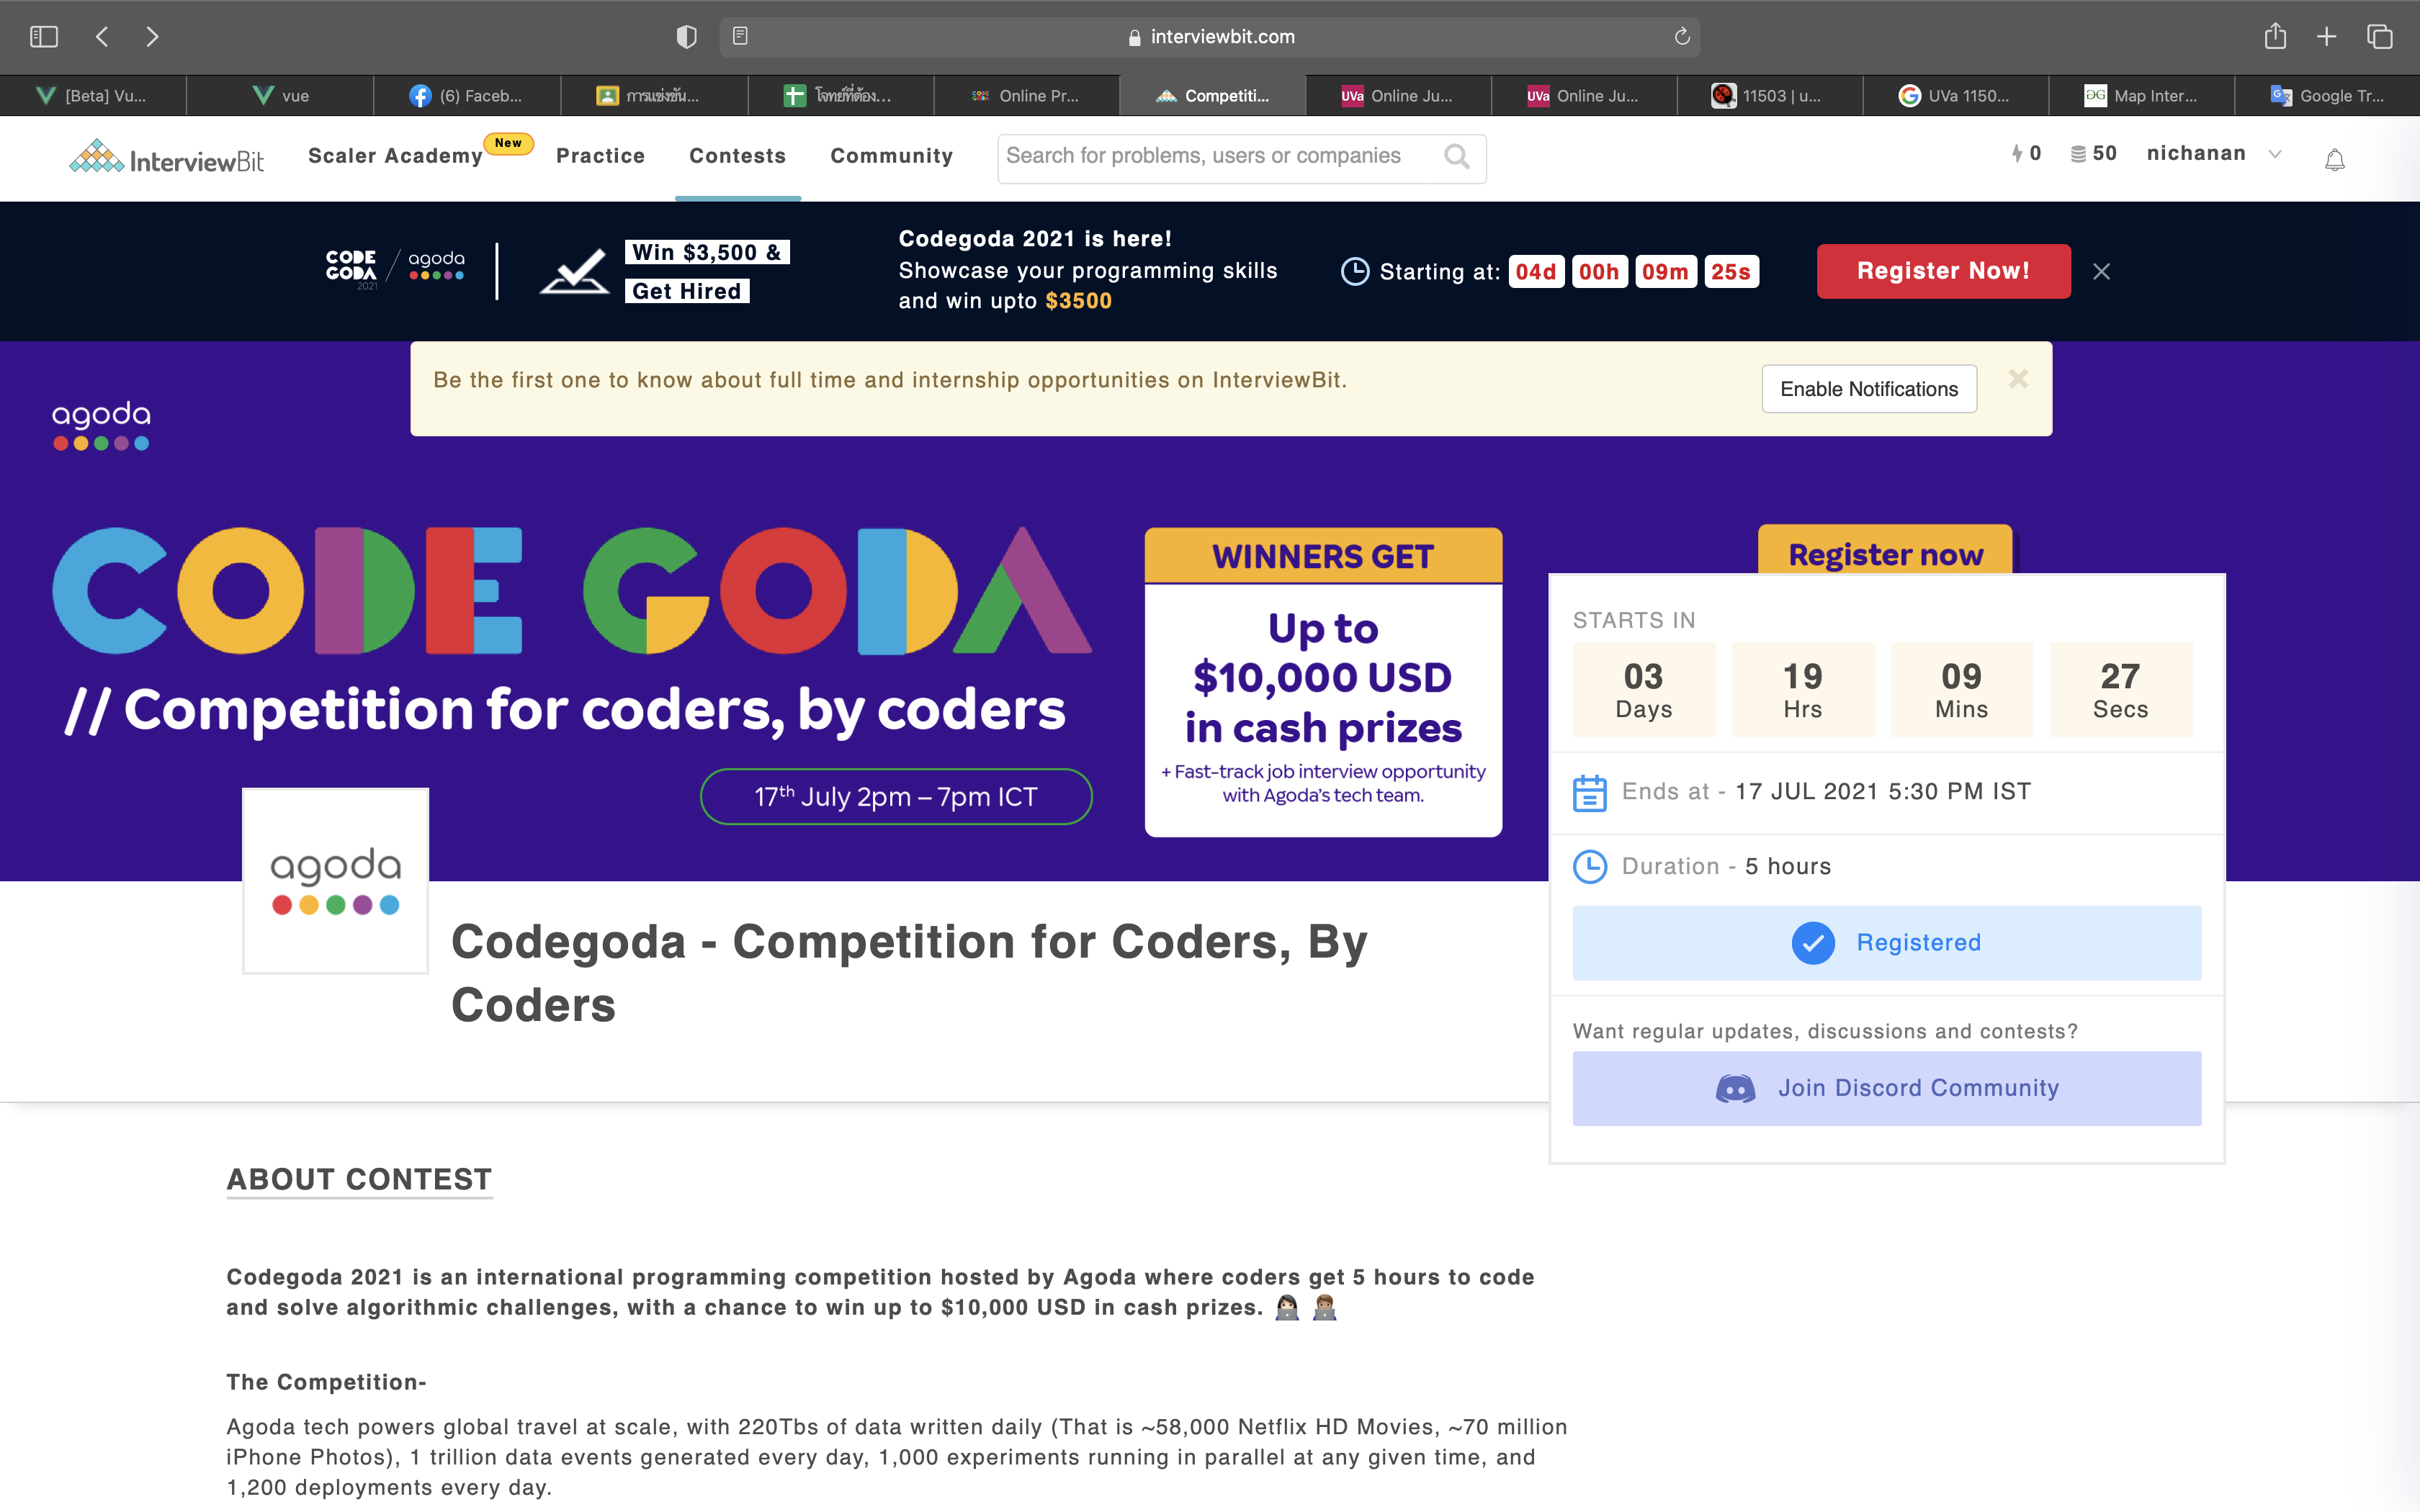 interviewbit.com
[Beta] Vu...
vue
(6) Faceb...
การแข่งขัน...
โจทย์ที่ต้อง...
Online Pr...
Competiti...
UVa Online Ju...
UVa Online Ju...
11503 | u...
UVa 1150...
Map Inter...
Google Tr...
InterviewBit
Scaler Academy
New
Practice
Contests
Community
Search for problems, users or companies
0
50
nichanan
CODE GODA 2021 / agoda
Win $3,500 &
Get Hired
Codegoda 2021 is here!
Showcase your programming skills
and win upto $3500
Starting at: 04d 00h 09m 25s
Register Now!
Be the first one to know about full time and internship opportunities on InterviewBit.
Enable Notifications
agoda
CODE GODA
// Competition for coders, by coders
17th July 2pm – 7pm ICT
WINNERS GET
Up to
$10,000 USD
in cash prizes
+ Fast-track job interview opportunity
with Agoda's tech team.
Register now
STARTS IN
03 19 09 27
Days Hrs Mins Secs
Ends at - 17 JUL 2021 5:30 PM IST
Duration - 5 hours
Registered
Want regular updates, discussions and contests?
Join Discord Community
agoda
Codegoda - Competition for Coders, By
Coders
ABOUT CONTEST
Codegoda 2021 is an international programming competition hosted by Agoda where coders get 5 hours to code
and solve algorithmic challenges, with a chance to win up to $10,000 USD in cash prizes. 👩🏻‍💻 👨🏽‍💻
The Competition-
Agoda tech powers global travel at scale, with 220Tbs of data written daily (That is ~58,000 Netflix HD Movies, ~70 million
iPhone Photos), 1 trillion data events generated every day, 1,000 experiments running in parallel at any given time, and
1,200 deployments every day.